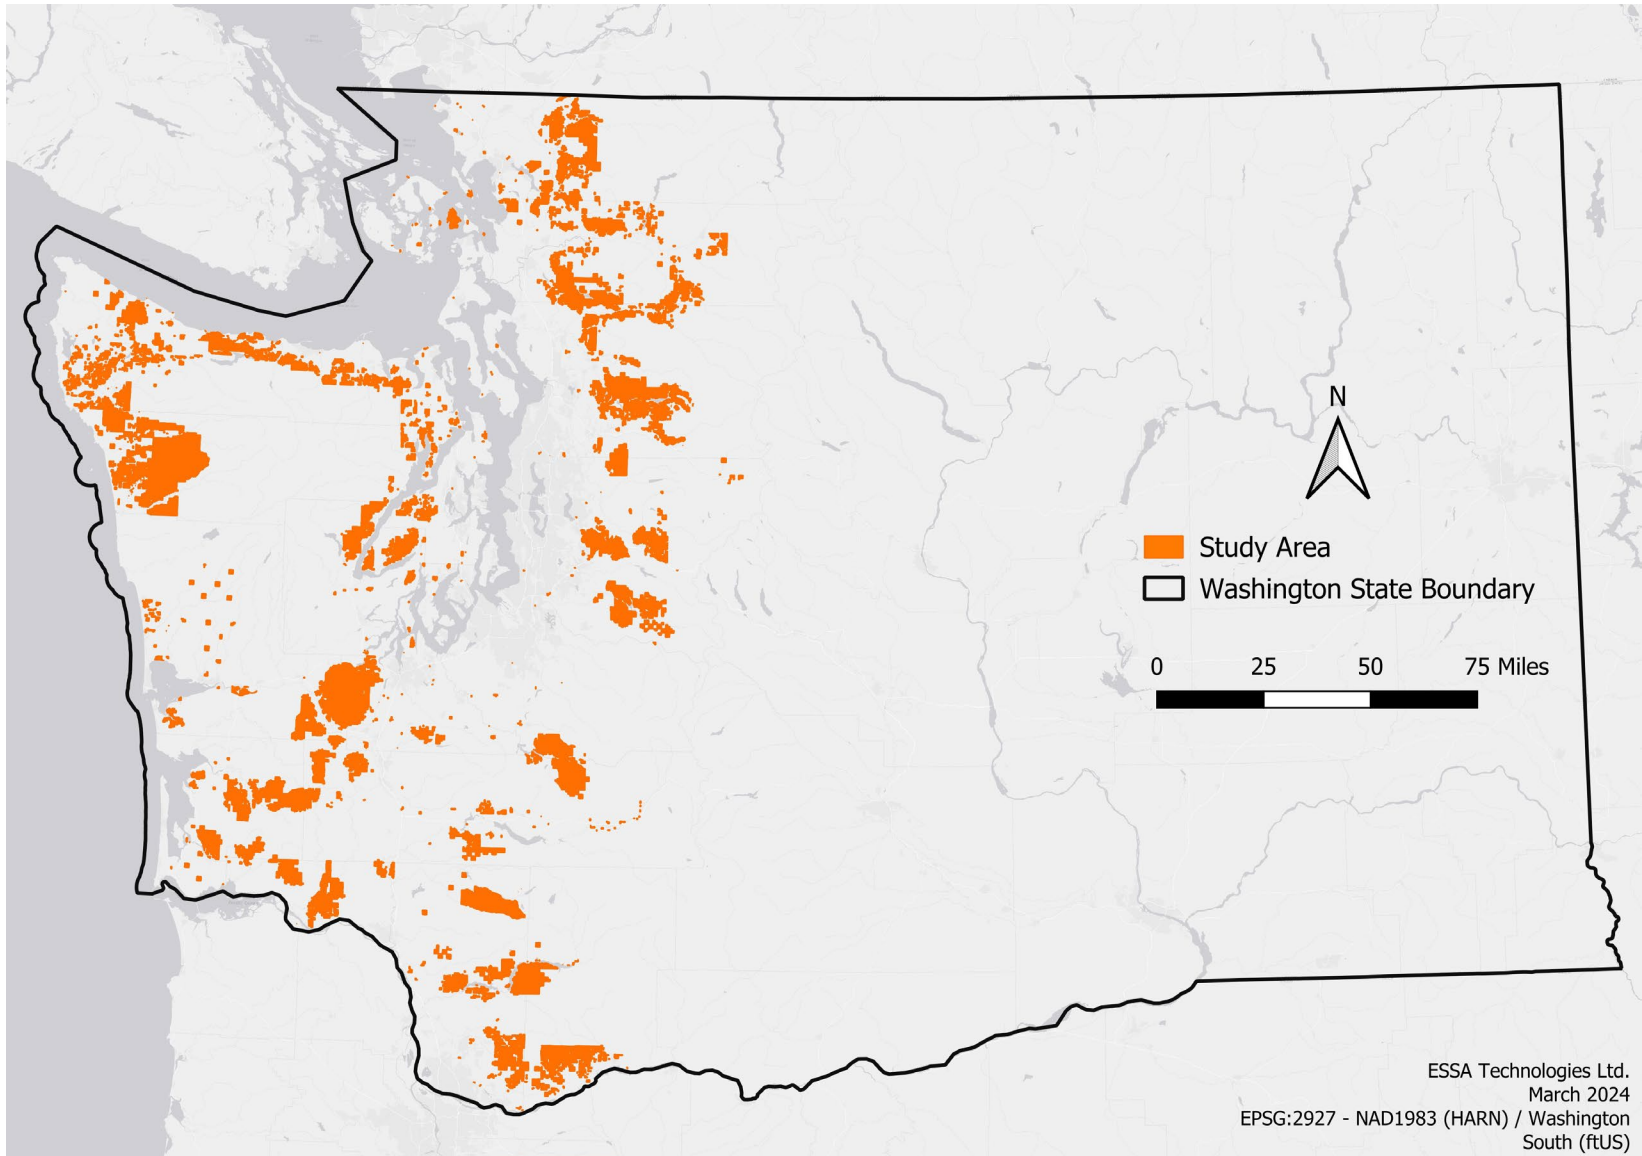 N
Study Area
Washington State Boundary
0 25 50 75 Miles
ESSA Technologies Ltd.
March 2024
EPSG:2927 - NAD1983 (HARN) / Washington
South (ftUS)